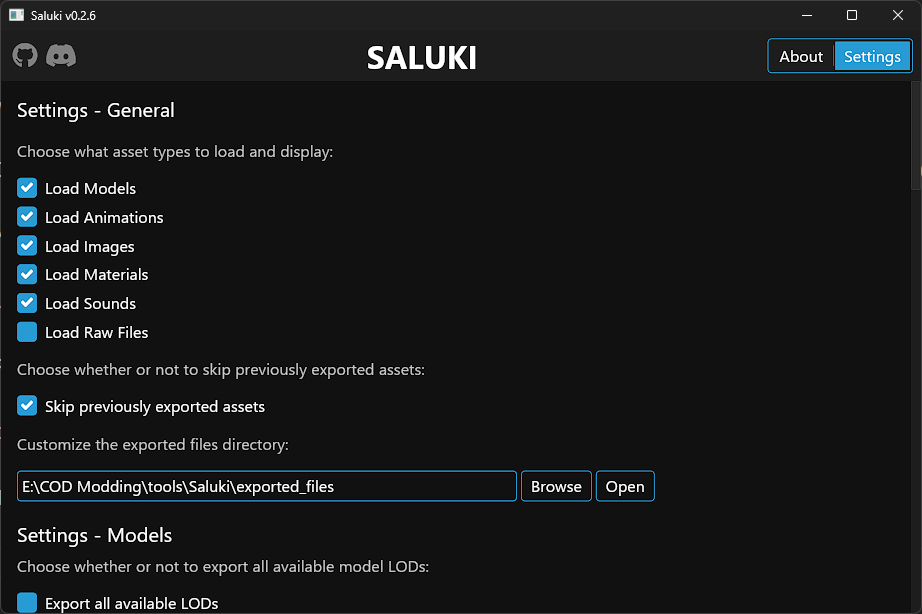 Saluki v0.2.6
SALUKI
About
Settings
Settings - General
Choose what asset types to load and display:
Load Models
Load Animations
Load Images
Load Materials
Load Sounds
Load Raw Files
Choose whether or not to skip previously exported assets:
Skip previously exported assets
Customize the exported files directory:
E:\COD Modding\tools\Saluki\exported_files
Browse
Open
Settings - Models
Choose whether or not to export all available model LODs:
Export all available LODs